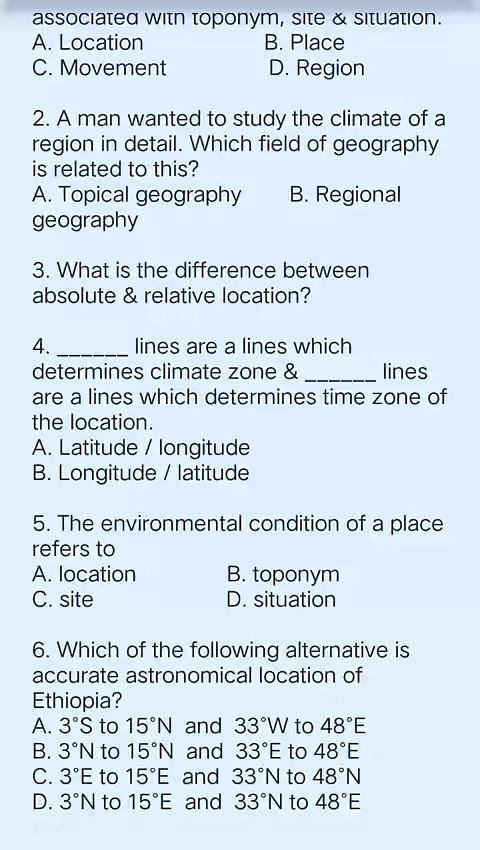 associated with toponym, site & situation.
A. Location B. Place
C. Movement D. Region
2. A man wanted to study the climate of a
region in detail. Which field of geography
is related to this?
A. Topical geography B. Regional
geography
3. What is the difference between
absolute & relative location?
4. ______ lines are a lines which
determines climate zone & ______ lines
are a lines which determines time zone of
the location.
A. Latitude / longitude
B. Longitude / latitude
5. The environmental condition of a place
refers to
A. location B. toponym
C. site D. situation
6. Which of the following alternative is
accurate astronomical location of
Ethiopia?
A. 3°S to 15°N and 33°W to 48°E
B. 3°N to 15°N and 33°E to 48°E
C. 3°E to 15°E and 33°N to 48°N
D. 3°N to 15°E and 33°N to 48°E